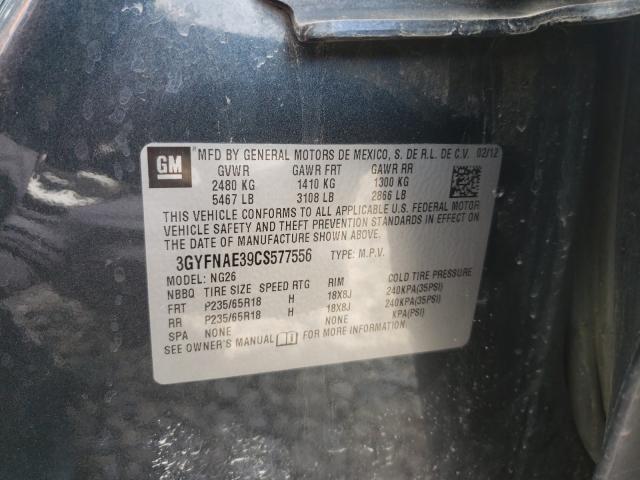 GM
MFD BY GENERAL MOTORS DE MEXICO, S. DE R.L. DE C.V. 02/12
GVWR GAWR FRT GAWR RR
2480 KG 1410 KG 1300 KG
5467 LB 3108 LB 2866 LB
THIS VEHICLE CONFORMS TO ALL APPLICABLE U.S. FEDERAL MOTOR
VEHICLE SAFETY AND THEFT PREVENTION STANDARDS IN EFFECT ON
THE DATE OF MANUFACTURE SHOWN ABOVE.
3GYFNAE39CS577556 TYPE: M.P.V.
MODEL: NG26
NBBQ TIRE SIZE SPEED RTG RIM COLD TIRE PRESSURE
FRT P235/65R18 H 18X8J 240KPA(35PSI)
RR P235/65R18 H 18X8J 240KPA(35PSI)
SPA NONE NONE KPA(PSI)
SEE OWNER'S MANUAL FOR MORE INFORMATION.